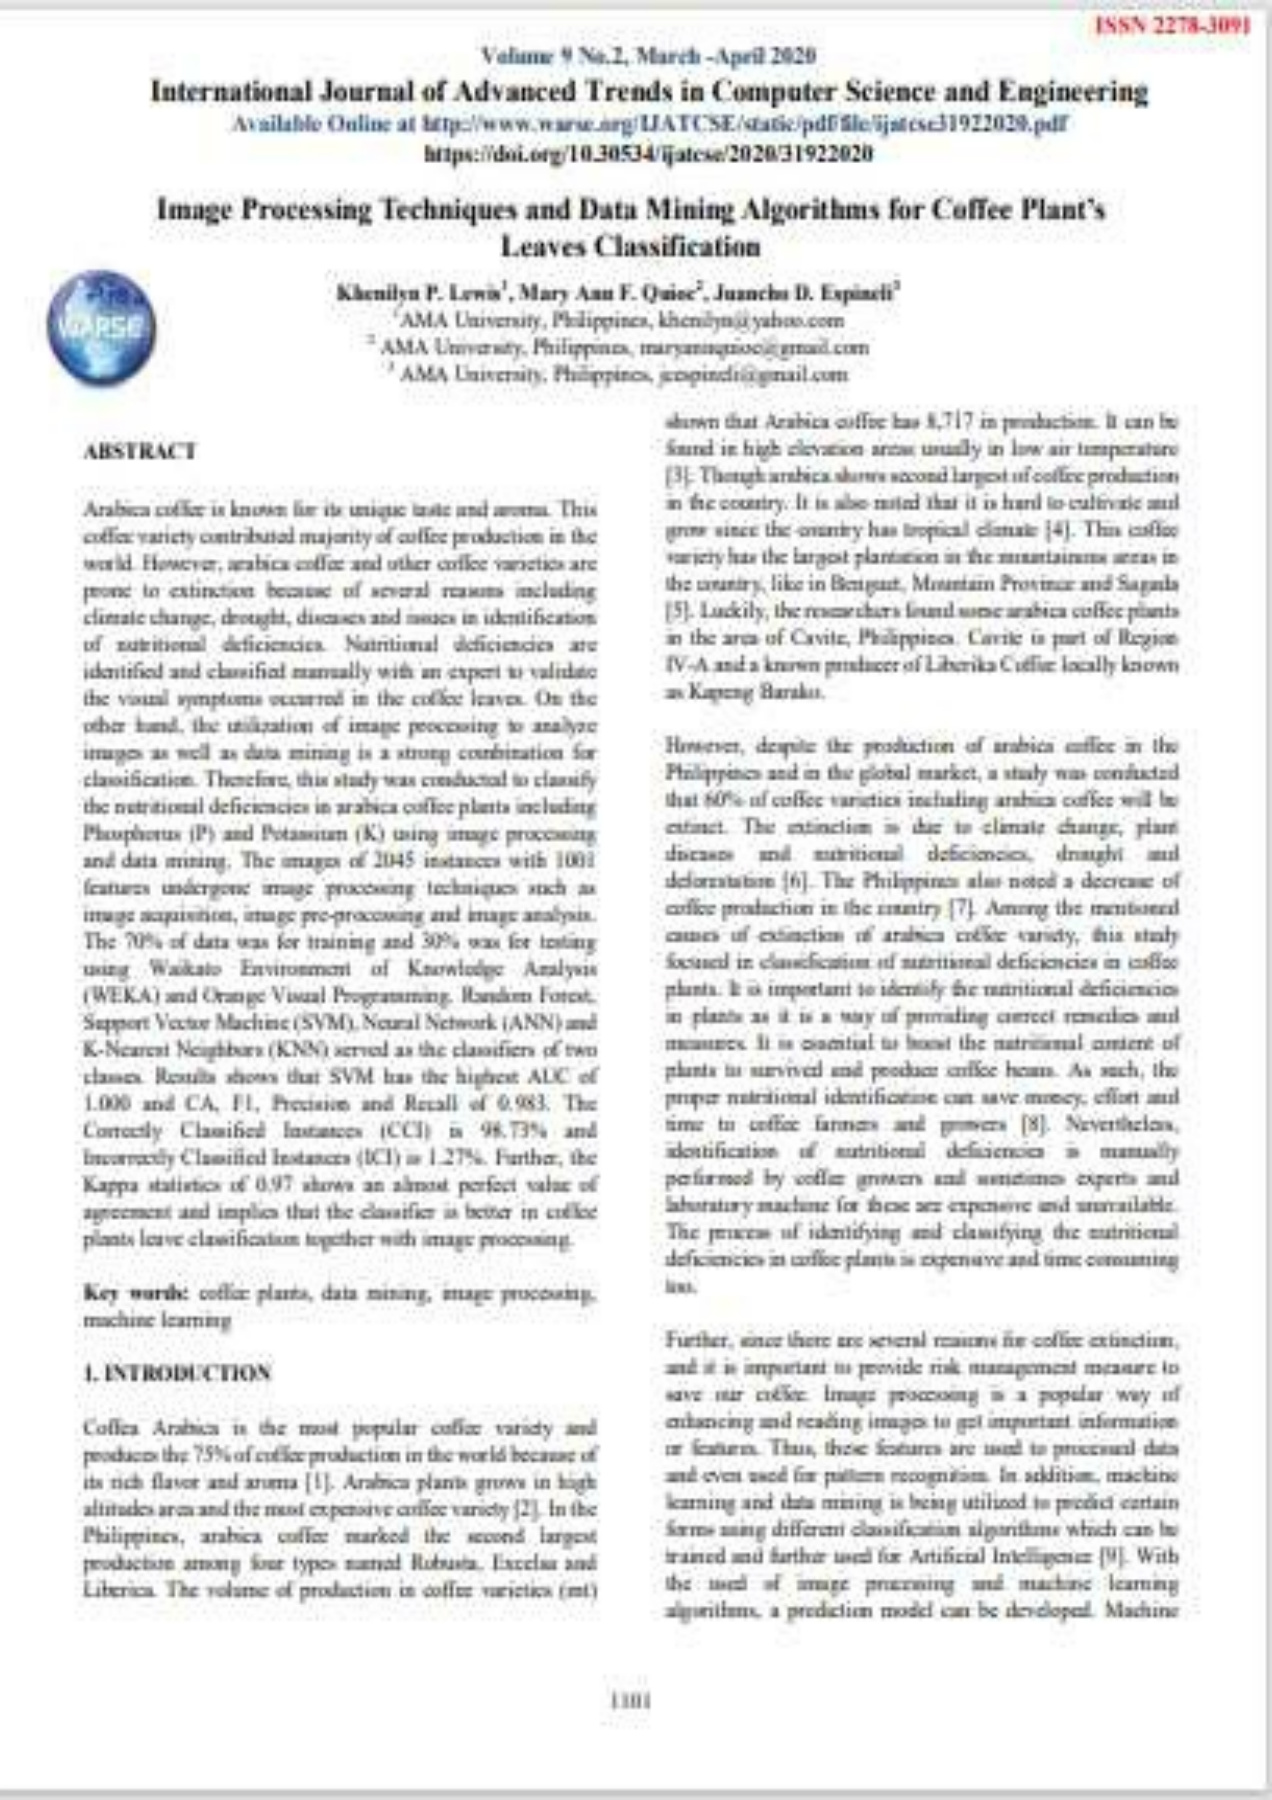 ISSN 2278-3091
Volume 9 No.2, March -April 2020
International Journal of Advanced Trends in Computer Science and Engineering
Available Online at http://www.warse.org/IJATCSE/static/pdf/file/ijatcse31922020.pdf
https://doi.org/10.30534/ijatcse/2020/31922020
Image Processing Techniques and Data Mining Algorithms for Coffee Plant's
Leaves Classification
WARSE
Khenilyn P. Lewis1, Mary Ann F. Quioc2, Juancho D. Espineli3
1AMA University, Philippines, khenilyn@yahoo.com
2 AMA University, Philippines, maryannquioc@gmail.com
3 AMA University, Philippines, jcespineli@gmail.com
ABSTRACT
Arabica coffee is known for its unique taste and aroma. This
coffee variety contributed majority of coffee production in the
world. However, arabica coffee and other coffee varieties are
prone to extinction because of several reasons including
climate change, drought, diseases and issues in identification
of nutritional deficiencies. Nutritional deficiencies are
identified and classified manually with an expert to validate
the visual symptoms occurred in the coffee leaves. On the
other hand, the utilization of image processing to analyze
images as well as data mining is a strong combination for
classification. Therefore, this study was conducted to classify
the nutritional deficiencies in arabica coffee plants including
Phosphorus (P) and Potassium (K) using image processing
and data mining. The images of 2045 instances with 1001
features undergone image processing techniques such as
image acquisition, image pre-processing and image analysis.
The 70% of data was for training and 30% was for testing
using Waikato Environment of Knowledge Analysis
(WEKA) and Orange Visual Programming. Random Forest,
Support Vector Machine (SVM), Neural Network (ANN) and
K-Nearest Neighbors (KNN) served as the classifiers of two
classes. Results shows that SVM has the highest AUC of
1.000 and CA, F1, Precision and Recall of 0.983. The
Correctly Classified Instances (CCI) is 98.73% and
Incorrectly Classified Instances (ICI) is 1.27%. Further, the
Kappa statistics of 0.97 shows an almost perfect value of
agreement and implies that the classifier is better in coffee
plants leave classification together with image processing.
Key words: coffee plants, data mining, image processing,
machine learning
1. INTRODUCTION
Coffea Arabica is the most popular coffee variety and
produces the 75% of coffee production in the world because of
its rich flavor and aroma [1]. Arabica plants grows in high
altitudes area and the most expensive coffee variety [2]. In the
Philippines, arabica coffee marked the second largest
production among four types named Robusta, Excelsa and
Liberica. The volume of production in coffee varieties (mt)
shown that Arabica coffee has 8,717 in production. It can be
found in high elevation areas usually in low air temperature
[3]. Though arabica shows second largest of coffee production
in the country. It is also noted that it is hard to cultivate and
grow since the country has tropical climate [4]. This coffee
variety has the largest plantation in the mountainous areas in
the country, like in Benguet, Mountain Province and Sagada
[5]. Luckily, the researchers found some arabica coffee plants
in the area of Cavite, Philippines. Cavite is part of Region
IV-A and a known producer of Liberika Coffee locally known
as Kapeng Barako.
However, despite the production of arabica coffee in the
Philippines and in the global market, a study was conducted
that 60% of coffee varieties including arabica coffee will be
extinct. The extinction is due to climate change, plant
diseases and nutritional deficiencies, drought and
deforestation [6]. The Philippines also noted a decrease of
coffee production in the country [7]. Among the mentioned
causes of extinction of arabica coffee variety, this study
focused in classification of nutritional deficiencies in coffee
plants. It is important to identify the nutritional deficiencies
in plants as it is a way of providing correct remedies and
measures. It is essential to boost the nutritional content of
plants to survived and produce coffee beans. As such, the
proper nutritional identification can save money, effort and
time to coffee farmers and growers [8]. Nevertheless,
identification of nutritional deficiencies is manually
performed by coffee growers and sometimes experts and
laboratory machine for these are expensive and unavailable.
The process of identifying and classifying the nutritional
deficiencies in coffee plants is expensive and time consuming
too.
Further, since there are several reasons for coffee extinction,
and it is important to provide risk management measure to
save our coffee. Image processing is a popular way of
enhancing and reading images to get important information
or features. Thus, these features are used to processed data
and even used for pattern recognition. In addition, machine
learning and data mining is being utilized to predict certain
forms using different classification algorithms which can be
trained and further used for Artificial Intelligence [9]. With
the used of image processing and machine learning
algorithms, a prediction model can be developed. Machine
1101